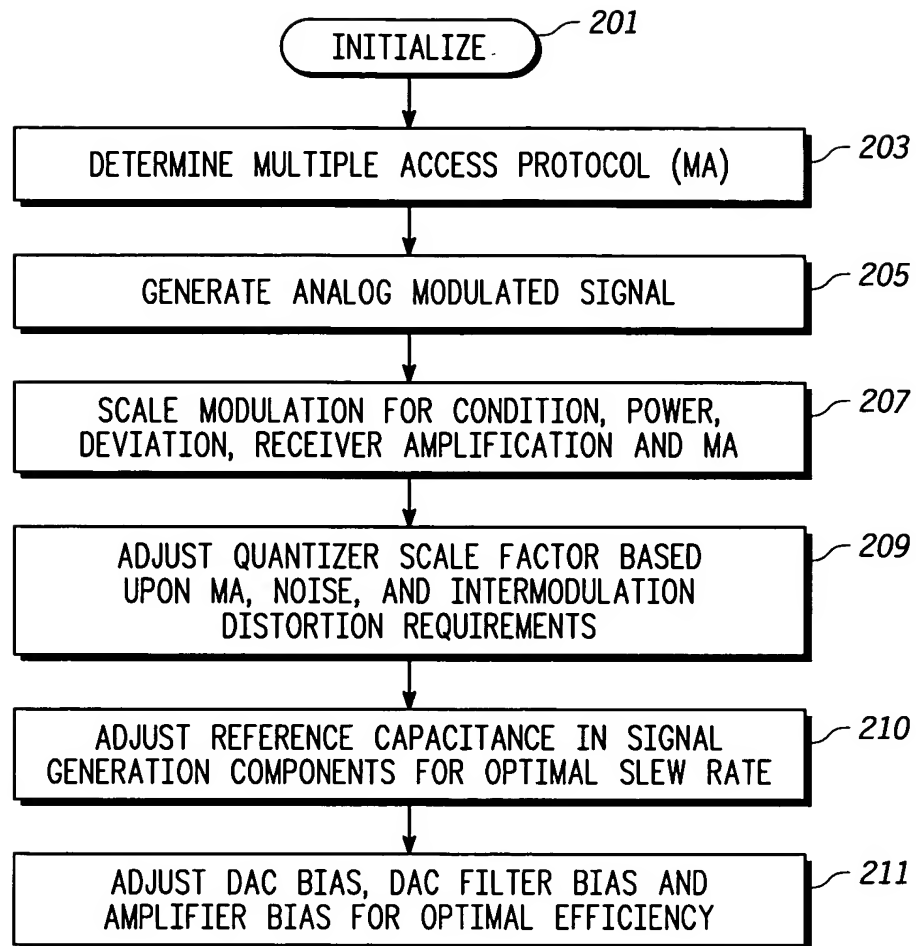 INITIALIZE
201
DETERMINE MULTIPLE ACCESS PROTOCOL (MA)
203
GENERATE ANALOG MODULATED SIGNAL
205
SCALE MODULATION FOR CONDITION, POWER,
DEVIATION, RECEIVER AMPLIFICATION AND MA
207
ADJUST QUANTIZER SCALE FACTOR BASED
UPON MA, NOISE, AND INTERMODULATION
DISTORTION REQUIREMENTS
209
ADJUST REFERENCE CAPACITANCE IN SIGNAL
GENERATION COMPONENTS FOR OPTIMAL SLEW RATE
210
ADJUST DAC BIAS, DAC FILTER BIAS AND
AMPLIFIER BIAS FOR OPTIMAL EFFICIENCY
211